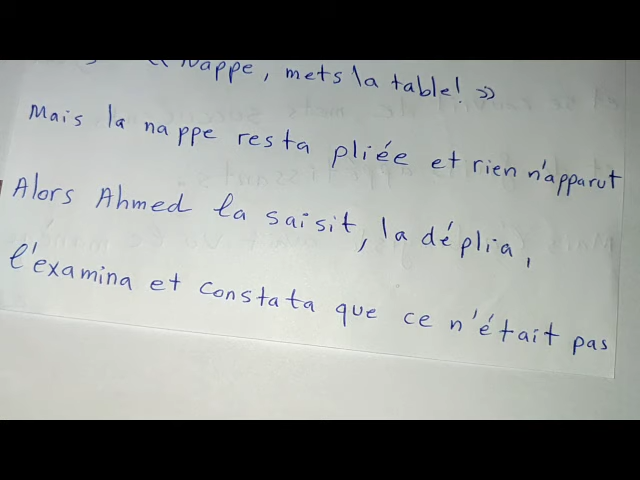 « Nappe, mets la table! »
Mais la nappe resta pliée et rien n'apparut
Alors Ahmed la saisit, la déplia,
l'examina et constata que ce n'était pas